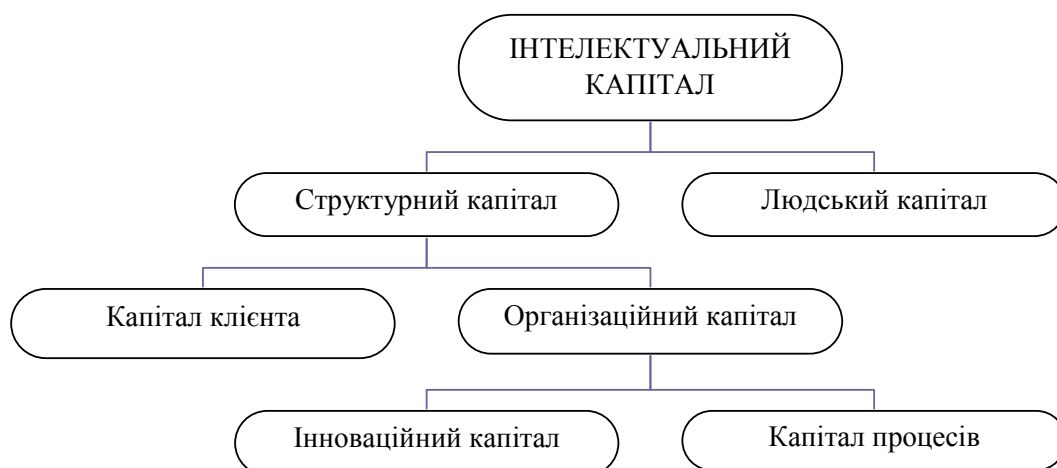 ІНТЕЛЕКТУАЛЬНИЙ
КАПІТАЛ
Структурний капітал
Людський капітал
Капітал клієнта
Організаційний капітал
Інноваційний капітал
Капітал процесів